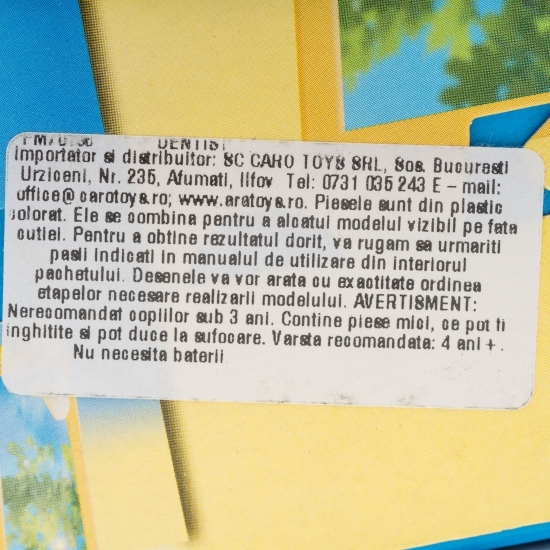 DENTIST
Importator si distribuitor: SC CARO TOYS SRL, Sos. Bucuresti
Urziceni, Nr. 235, Afumati, Ilfov Tel: 0731 035 243 E - mail:
office@carotoys.ro; www.aratoys.ro. Piesele sunt din plastic
colorat. Ele se combina pentru a alcatui modelul vizibil pe fata
cutiei. Pentru a obtine rezultatul dorit, va rugam sa urmariti
pasii indicati in manualul de utilizare din interiorul
pachetului. Desenele va vor arata cu exactitate ordinea
etapelor necesare realizarii modelului. AVERTISMENT:
Nerecomandat copiilor sub 3 ani. Contine piese mici, ce pot fi
inghitite si pot duce la sufocare. Varsta recomandata: 4 ani +.
Nu necesita baterii